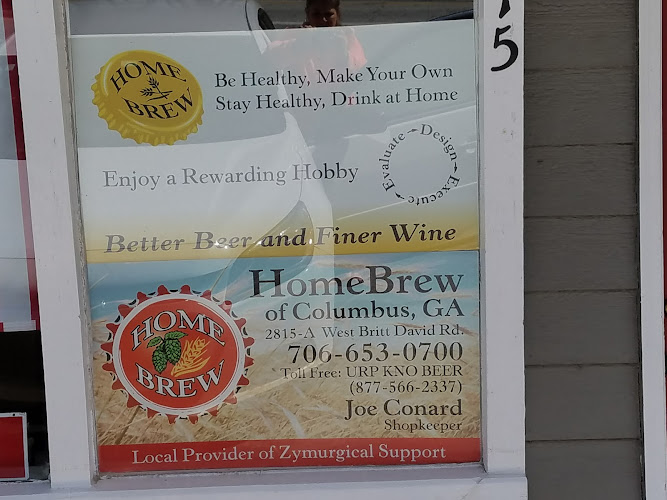 5
HOME
BREW
Be Healthy, Make Your Own
Stay Healthy, Drink at Home
Enjoy a Rewarding Hobby
Design
Execute
Evaluate
Better Beer and Finer Wine
HOME
BREW
HomeBrew
of Columbus, GA
2815-A West Britt David Rd.
706-653-0700
Toll Free: URP KNO BEER
(877-566-2337)
Joe Conard
Shopkeeper
Local Provider of Zymurgical Support